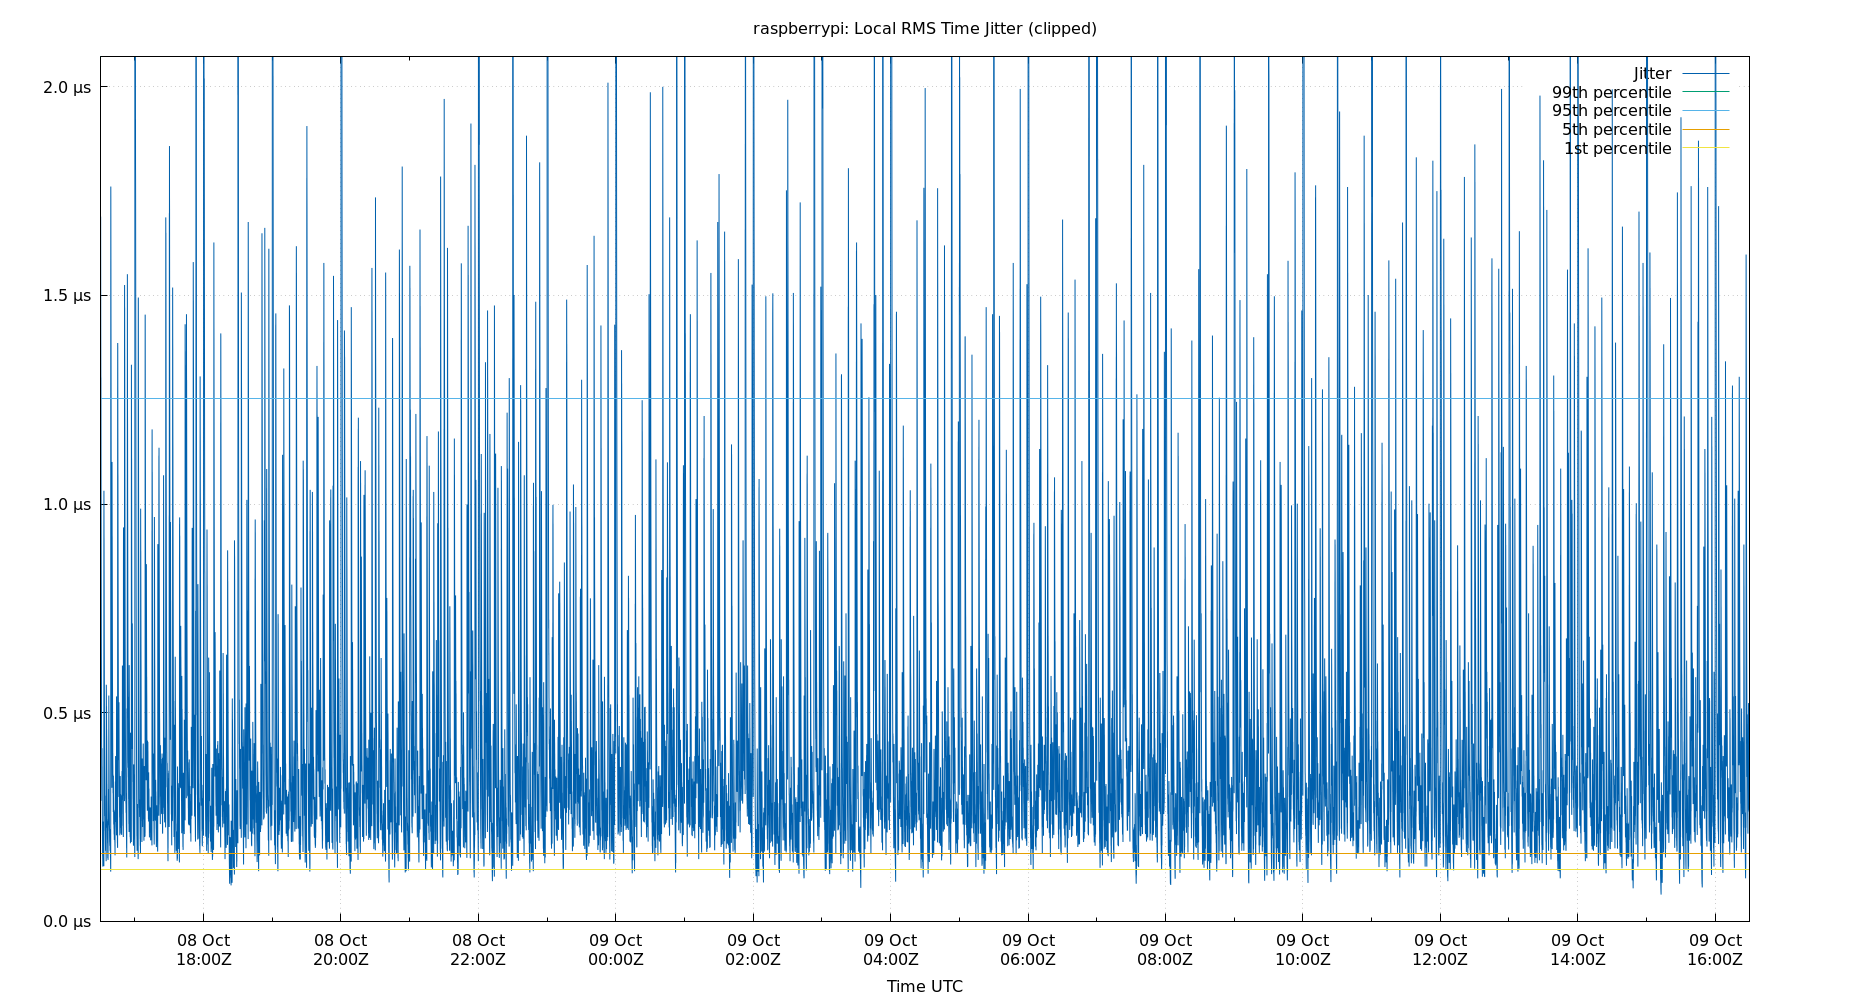 raspberrypi: Local RMS Time Jitter (clipped)
Jitter
99th percentile
95th percentile
5th percentile
1st percentile
2.0 µs
1.5 µs
1.0 µs
0.5 µs
0.0 µs
08 Oct 08 Oct 08 Oct 09 Oct 09 Oct 09 Oct 09 Oct 09 Oct 09 Oct 09 Oct 09 Oct 09 Oct
18:00Z 20:00Z 22:00Z 00:00Z 02:00Z 04:00Z 06:00Z 08:00Z 10:00Z 12:00Z 14:00Z 16:00Z
Time UTC